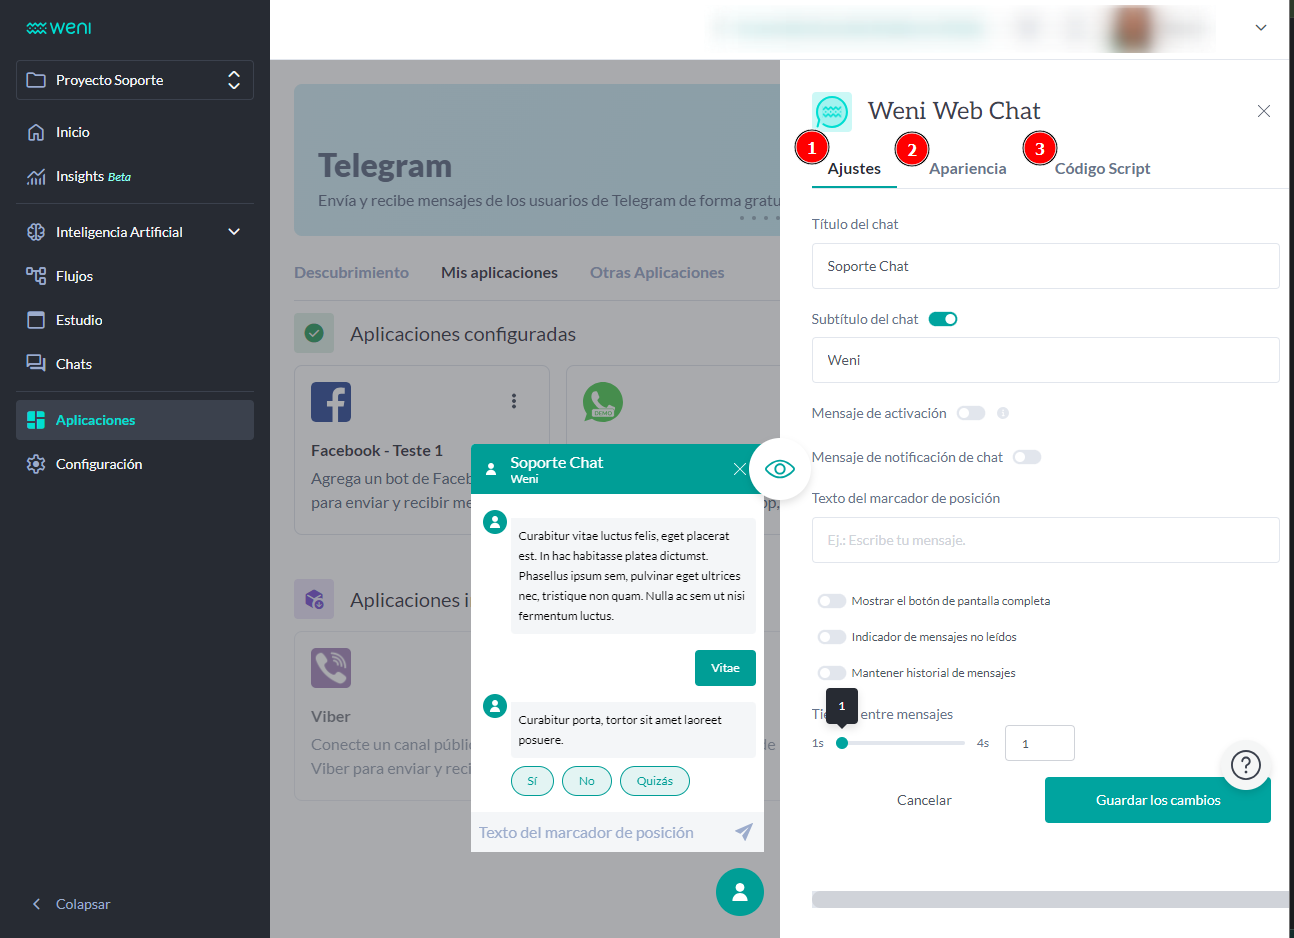 weni
Proyecto Soporte
Inicio
Insights Beta
Inteligencia Artificial
Flujos
Estudio
Chats
Aplicaciones
Configuración
Colapsar
Telegram
Envía y recibe mensajes de los usuarios de Telegram de forma
Descubrimiento
Mis aplicaciones
Otras Aplicaciones
Aplicaciones configuradas
Facebook - Teste 1
Agrega un bot de
para enviar y recibir
DEMO
Aplicaciones
Viber
Conecte un canal
Viber para enviar y
de
Soporte Chat
Weni
Curabitur vitae luctus felis, eget placerat
est. In hac habitasse platea dictumst.
Phasellus ipsum sem, pulvinar eget ultrices
nec, tristique non quam. Nulla ac sem ut nisi
fermentum luctus.
Vitae
Curabitur porta, tortor sit amet laoreet
posuere.
Sí
No
Quizás
Texto del marcador de posición
Weni Web Chat
1
2
3
Ajustes
Apariencia
Código Script
Título del chat
Soporte Chat
Subtítulo del chat
Weni
Mensaje de activación
Mensaje de notificación de chat
Texto del marcador de posición
Ej.: Escribe tu mensaje.
Mostrar el botón de pantalla completa
Indicador de mensajes no leídos
Mantener historial de mensajes
1
entre mensajes
1s
4s
1
?
Cancelar
Guardar los cambios